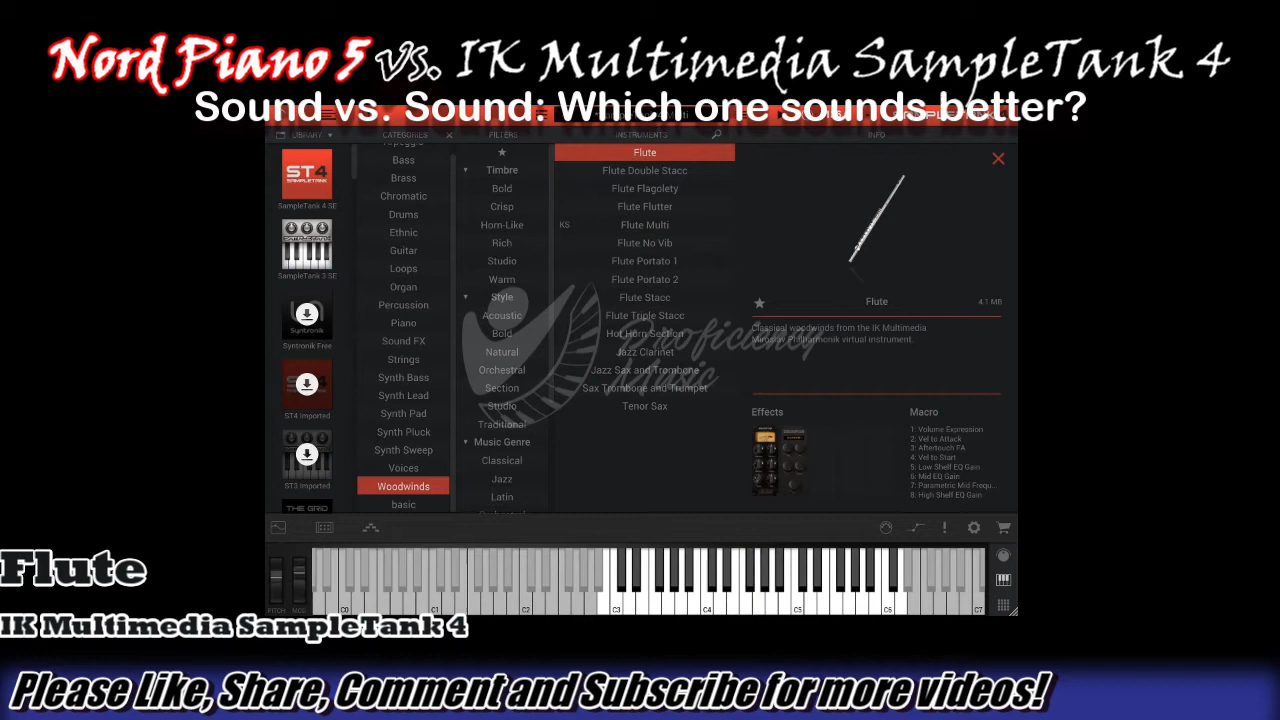 Nord Piano 5 vs. IK Multimedia SampleTank 4
Sound vs. Sound: Which one sounds better?
LIBRARY
CATEGORIES
FILTERS
INSTRUMENTS
INFO
ST4
SAMPLETANK
SampleTank 4 SE
SampleTank 3 SE
Syntronik
Syntronik Free
ST4 Imported
ST3 Imported
THE GRID
Arpeggio
Bass
Brass
Chromatic
Drums
Ethnic
Guitar
Loops
Organ
Percussion
Piano
Sound FX
Strings
Synth Bass
Synth Lead
Synth Pad
Synth Pluck
Synth Sweep
Voices
Woodwinds
basic
Timbre
Bold
Crisp
Horn-Like
Rich
Studio
Warm
Style
Acoustic
Bold
Natural
Orchestral
Section
Studio
Traditional
Music Genre
Classical
Jazz
Latin
Flute
Flute Double Stacc
Flute Flagolety
Flute Flutter
KS Flute Multi
Flute No Vib
Flute Portato 1
Flute Portato 2
Flute Stacc
Flute Triple Stacc
Hot Horn Section
Jazz Clarinet
Jazz Sax and Trombone
Sax Trombone and Trumpet
Tenor Sax
Proficiency
Music
Flute
4.1 MB
Classical woodwinds from the IK Multimedia
Miroslav Philharmonik virtual instrument.
Effects
Macro
1: Volume Expression
2: Vel to Attack
3: Aftertouch FA
4: Vel to Start
5: Low Shelf EQ Gain
6: Mid EQ Gain
7: Parametric Mid Frequ...
8: High Shelf EQ Gain
PITCH
C0 C1 C2 C3 C4 C5 C6 C7
Flute
IK Multimedia SampleTank 4
Please Like, Share, Comment and Subscribe for more videos!